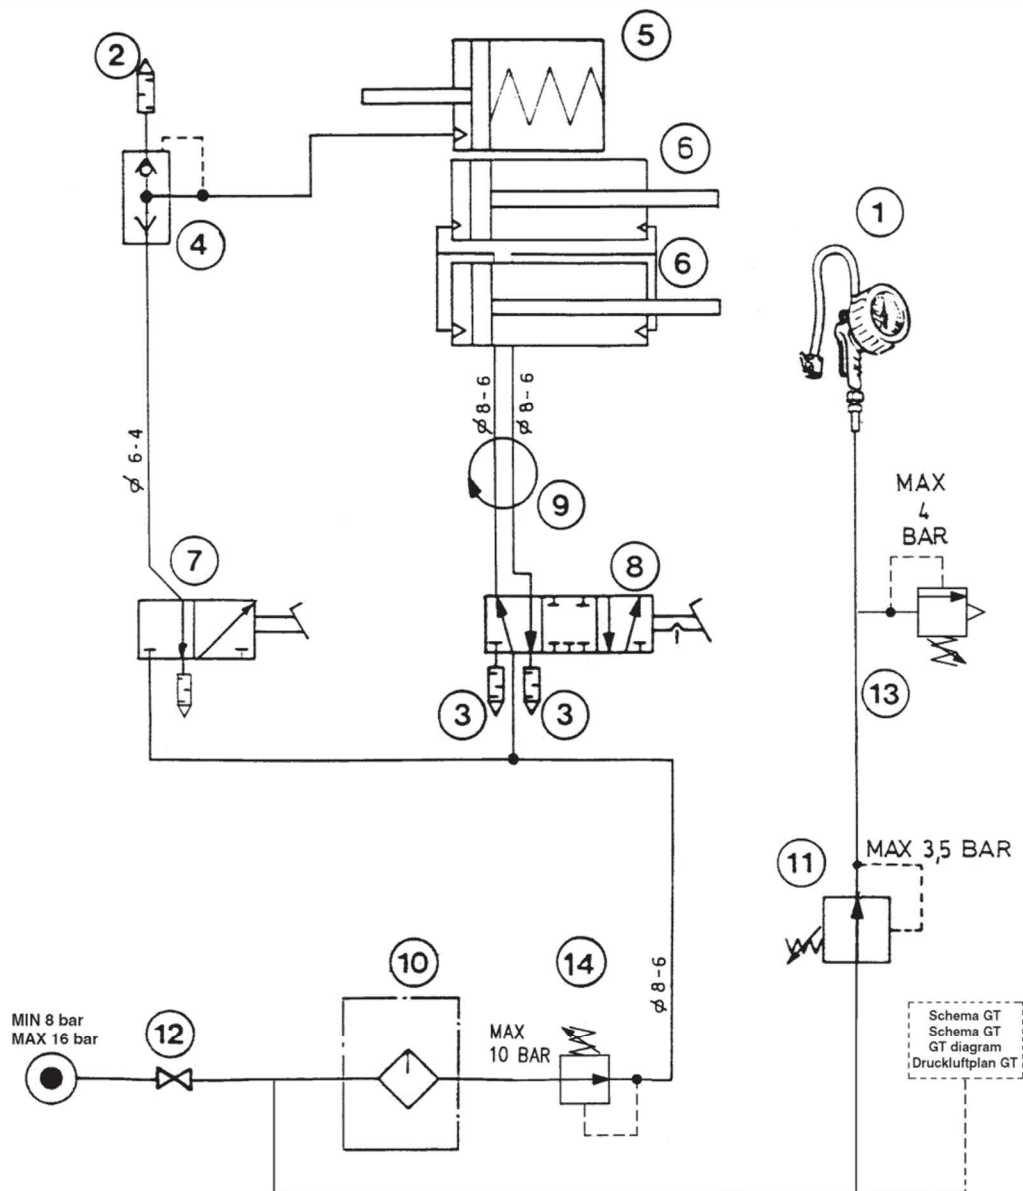 2
5
6
1
4
6
ø 8-6
ø 8-6
ø 6-4
9
MAX
4
BAR
7
8
3
3
13
11
MAX 3,5 BAR
10
14
ø 8-6
MIN 8 bar
MAX 16 bar
12
MAX
10 BAR
Schema GT
Schema GT
GT diagram
Druckluftplan GT